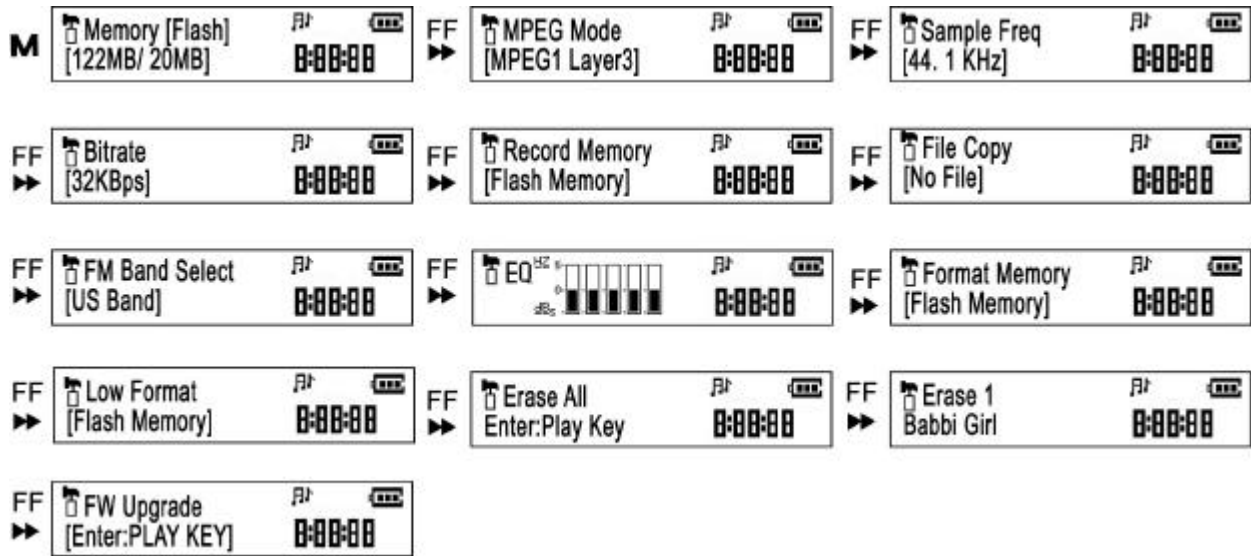 M
Memory [Flash]
[122MB/ 20MB]
8:88:88
FF
MPEG Mode
[MPEG1 Layer3]
8:88:88
FF
Sample Freq
[44. 1 KHz]
8:88:88
FF
Bitrate
[32KBps]
8:88:88
FF
Record Memory
[Flash Memory]
8:88:88
FF
File Copy
[No File]
8:88:88
FF
FM Band Select
[US Band]
8:88:88
FF
EQ
0
8:88:88
FF
Format Memory
[Flash Memory]
8:88:88
FF
Low Format
[Flash Memory]
8:88:88
FF
Erase All
Enter:Play Key
8:88:88
FF
Erase 1
Babbi Girl
8:88:88
FF
FW Upgrade
[Enter:PLAY KEY]
8:88:88